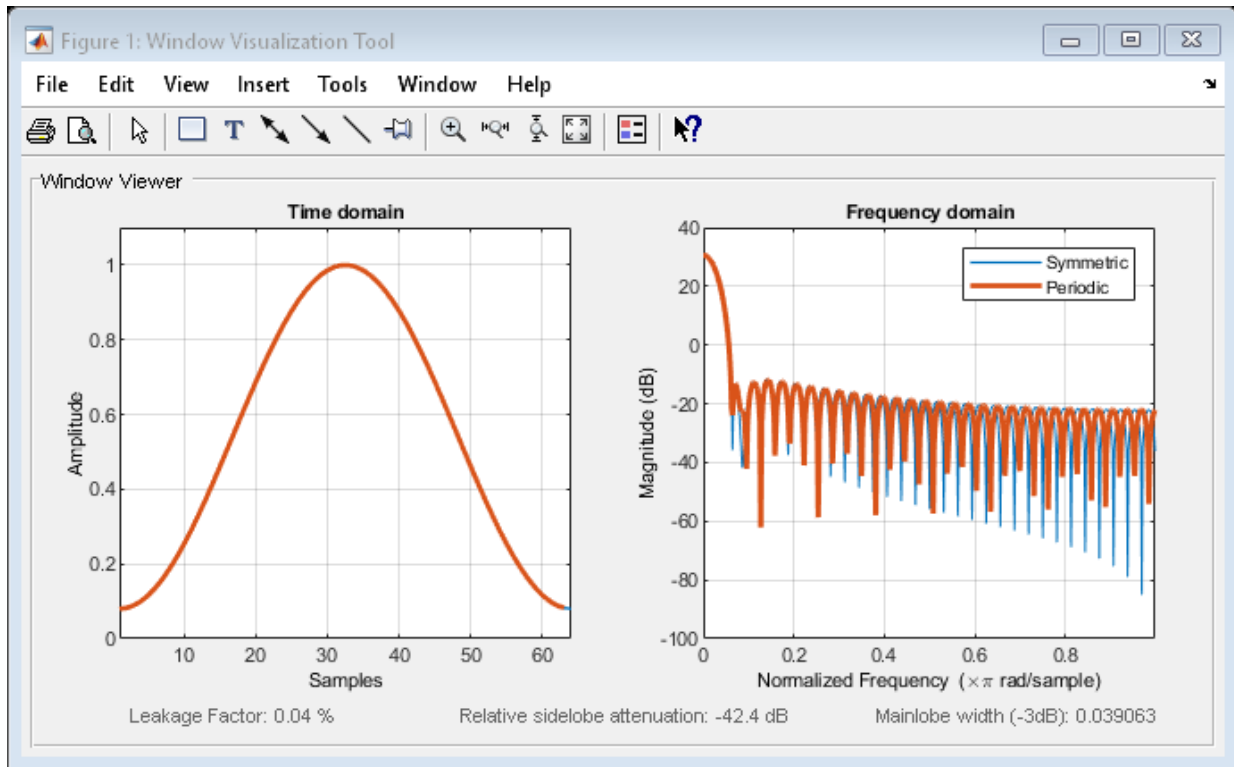 Figure 1: Window Visualization Tool
File Edit View Insert Tools Window Help
Window Viewer
Time domain
Amplitude
1
0.8
0.6
0.4
0.2
0
10 20 30 40 50 60
Samples
Frequency domain
Magnitude (dB)
40
20
0
-20
-40
-60
-80
-100
Symmetric
Periodic
0 0.2 0.4 0.6 0.8
Normalized Frequency (×π rad/sample)
Leakage Factor: 0.04 % Relative sidelobe attenuation: -42.4 dB Mainlobe width (-3dB): 0.039063